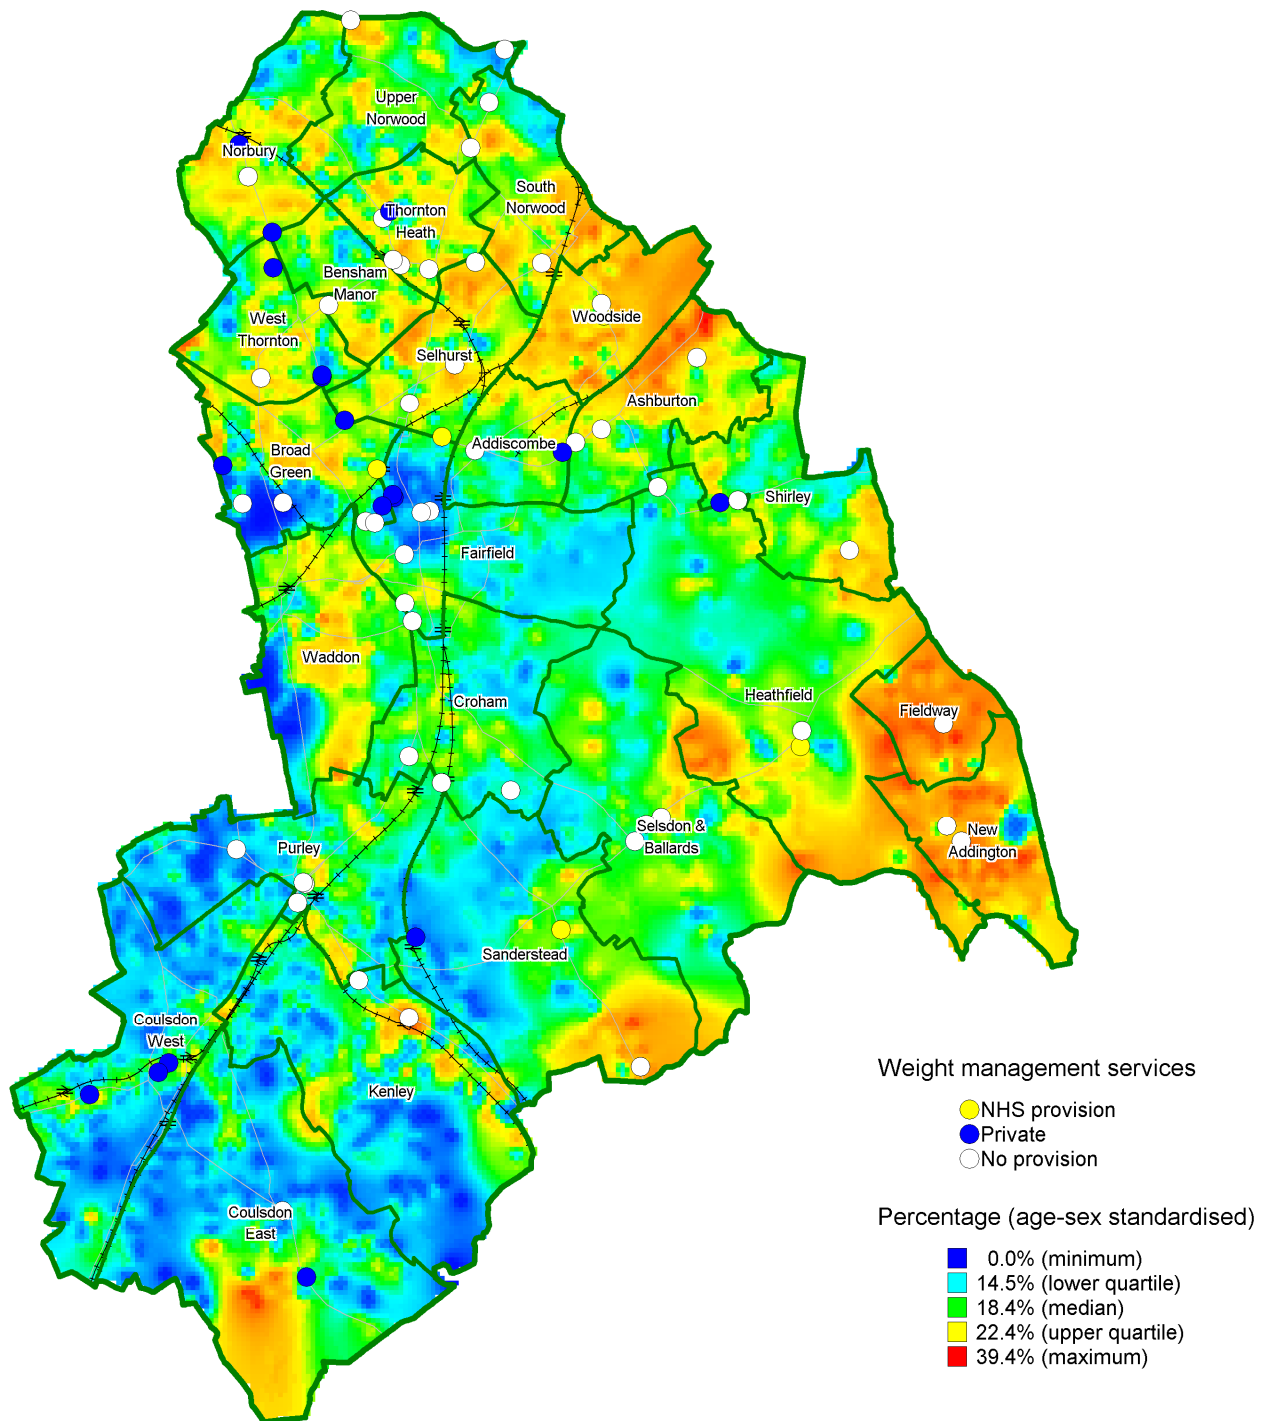 Upper
Norwood
Norbury
South
Norwood
Thornton
Heath
Bensham
Manor
West
Thornton
Woodside
Selhurst
Ashburton
Addiscombe
Broad
Green
Shirley
Fairfield
Waddon
Heathfield
Croham
Fieldway
Selsdon &
Ballards
New
Addington
Purley
Sanderstead
Coulsdon
West
Kenley
Coulsdon
East
Weight management services
NHS provision
Private
No provision
Percentage (age-sex standardised)
0.0% (minimum)
14.5% (lower quartile)
18.4% (median)
22.4% (upper quartile)
39.4% (maximum)